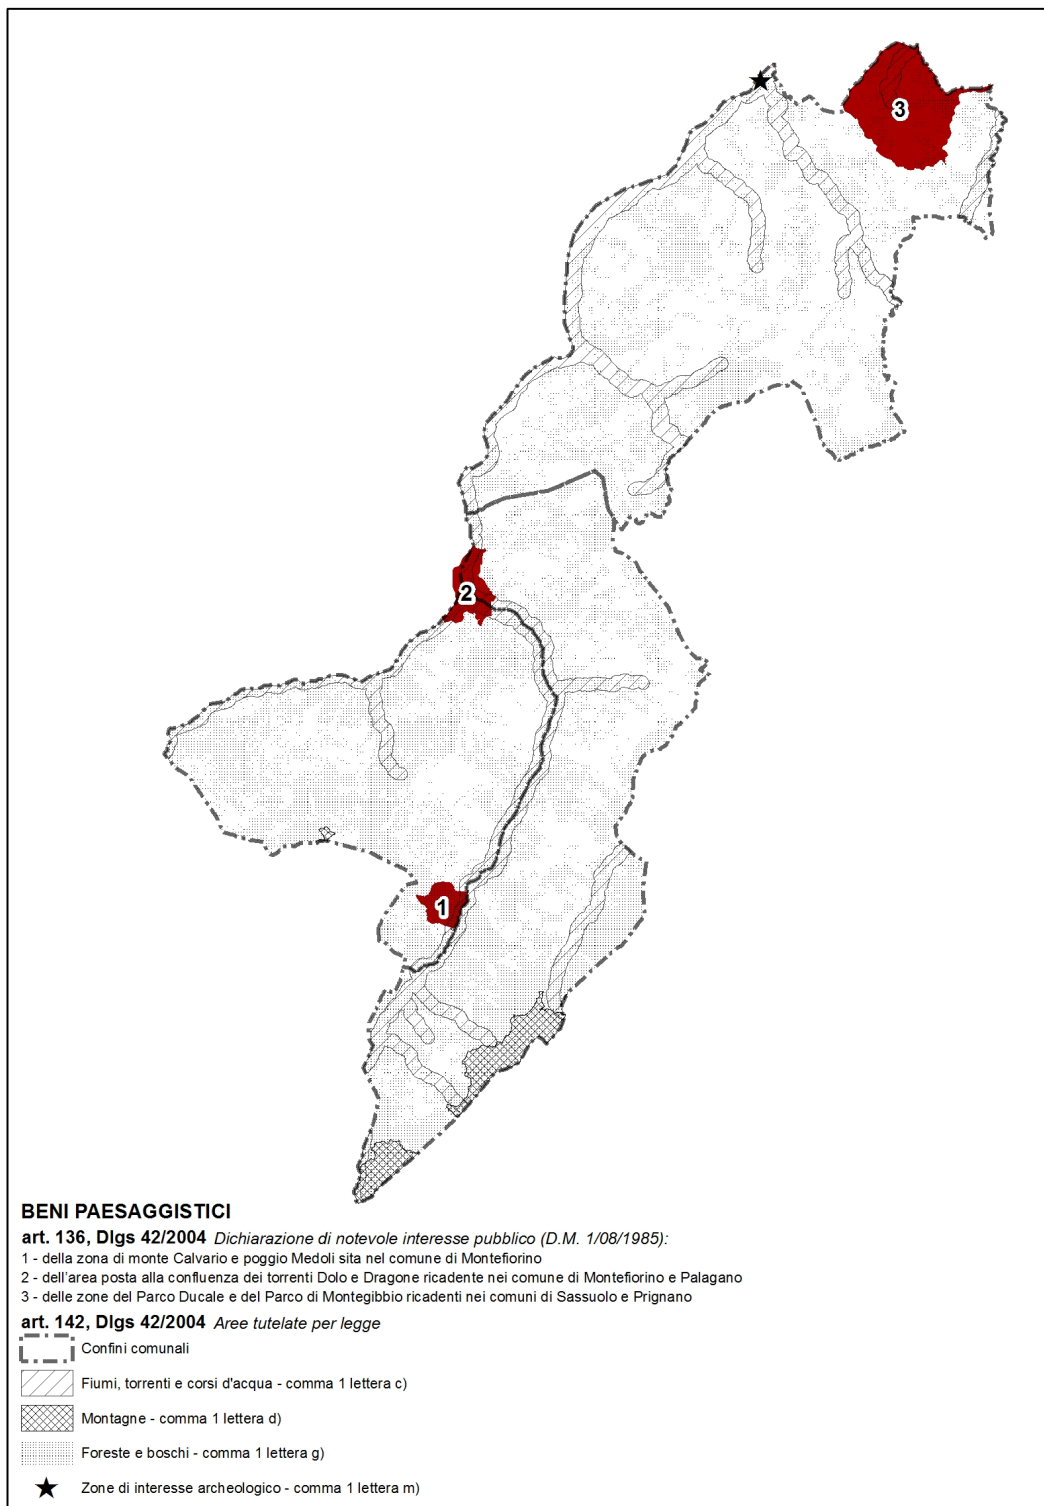 3
2
1
BENI PAESAGGISTICI
art. 136, Dlgs 42/2004 Dichiarazione di notevole interesse pubblico (D.M. 1/08/1985):
1 - della zona di monte Calvario e poggio Medoli sita nel comune di Montefiorino
2 - dell'area posta alla confluenza dei torrenti Dolo e Dragone ricadente nei comune di Montefiorino e Palagano
3 - delle zone del Parco Ducale e del Parco di Montegibbio ricadenti nei comuni di Sassuolo e Prignano
art. 142, Dlgs 42/2004 Aree tutelate per legge
Confini comunali
Fiumi, torrenti e corsi d'acqua - comma 1 lettera c)
Montagne - comma 1 lettera d)
Foreste e boschi - comma 1 lettera g)
Zone di interesse archeologico - comma 1 lettera m)